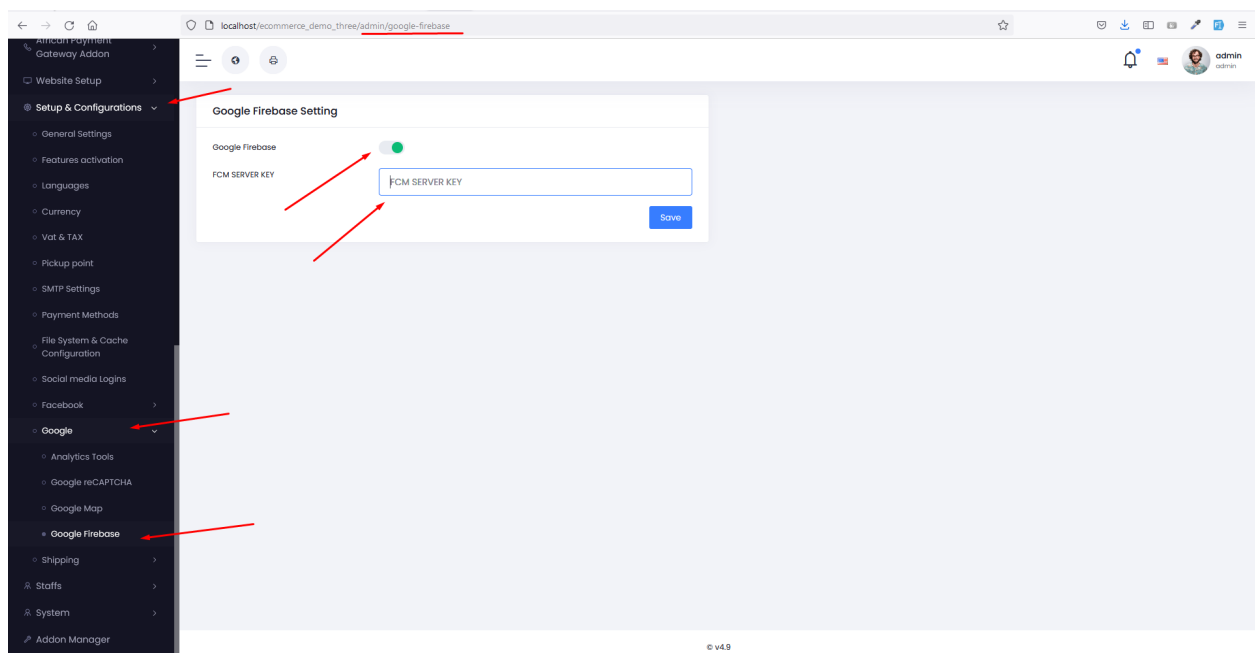 localhost/ecommerce_demo_three/admin/google-firebase
African Payment
Gateway Addon
Website Setup
Setup & Configurations
General Settings
Features activation
Languages
Currency
Vat & TAX
Pickup point
SMTP Settings
Payment Methods
File System & Cache
Configuration
Social media Logins
Facebook
Google
Analytics Tools
Google reCAPTCHA
Google Map
Google Firebase
Shipping
Staffs
System
Addon Manager
admin
admin
Google Firebase Setting
Google Firebase
FCM SERVER KEY
FCM SERVER KEY
Save
© v4.9